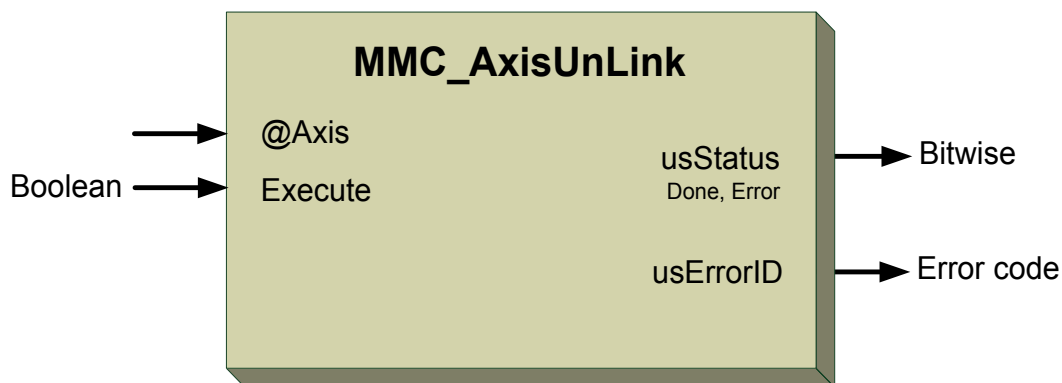 MMC_AxisUnLink
@Axis
Boolean
Execute
usStatus
Done, Error
Bitwise
usErrorID
Error code